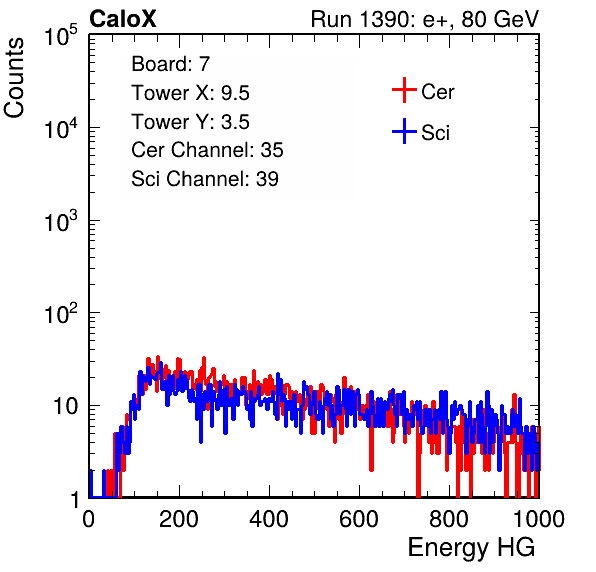 CaloX Run 1390: e+, 80 GeV
Counts
Board: 7
Tower X: 9.5
Tower Y: 3.5
Cer Channel: 35
Sci Channel: 39
Cer
Sci
10^5
10^4
10^3
10^2
10
1
0 200 400 600 800 1000
Energy HG